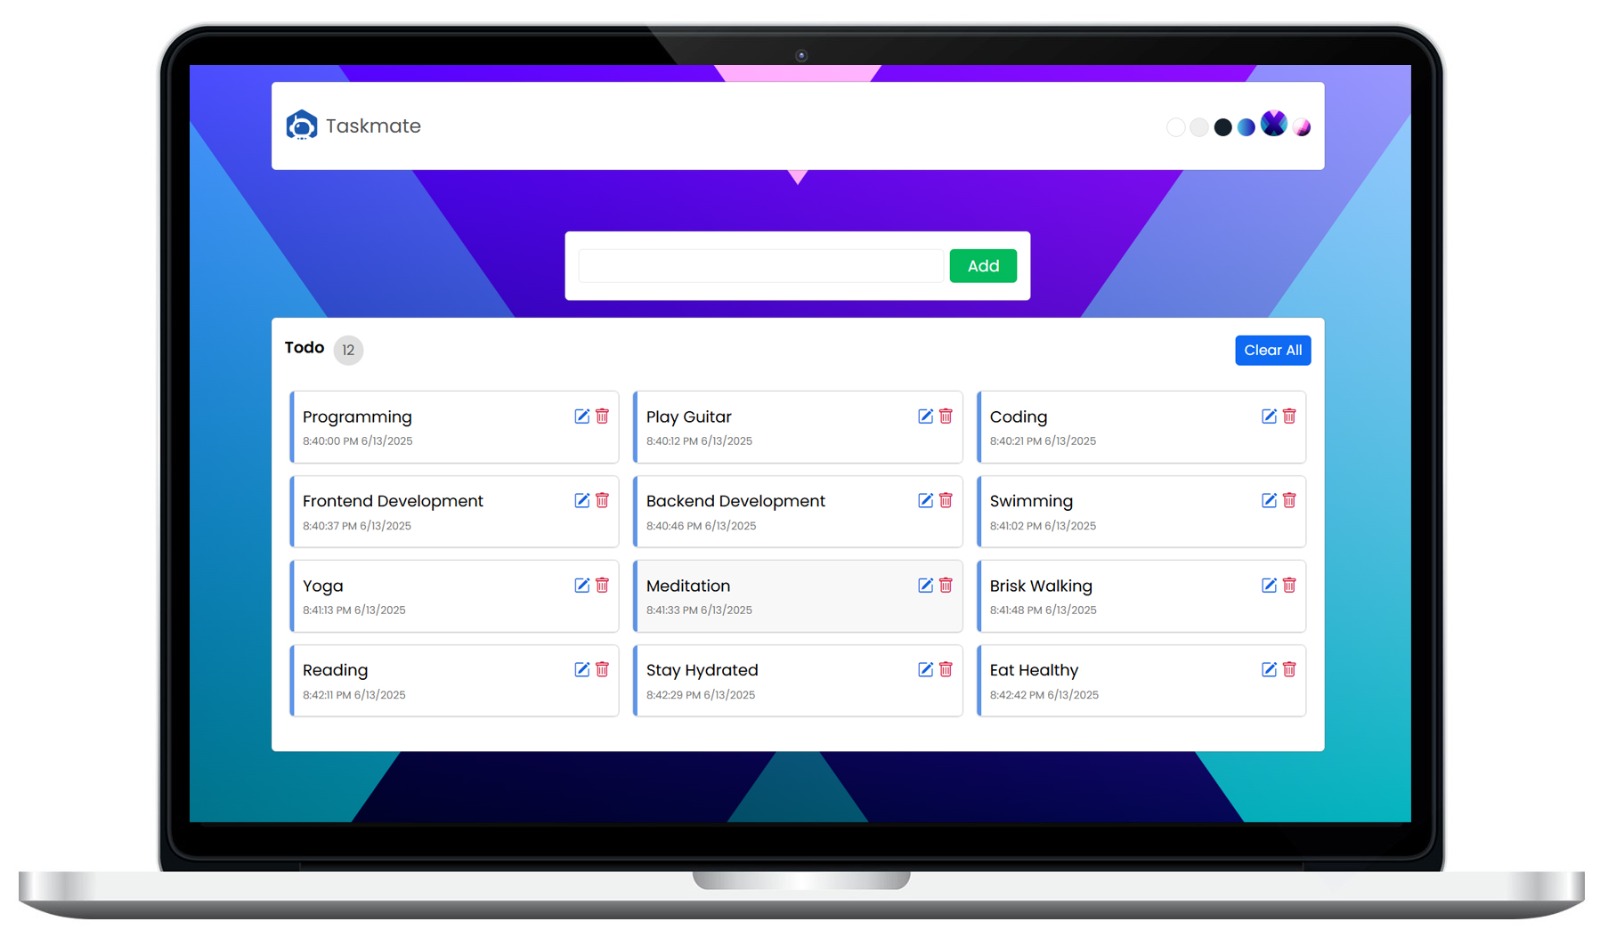 Taskmate
Add
Todo 12
Clear All
Programming
8:40:00 PM 6/13/2025
Play Guitar
8:40:12 PM 6/13/2025
Coding
8:40:21 PM 6/13/2025
Frontend Development
8:40:37 PM 6/13/2025
Backend Development
8:40:46 PM 6/13/2025
Swimming
8:41:02 PM 6/13/2025
Yoga
8:41:13 PM 6/13/2025
Meditation
8:41:33 PM 6/13/2025
Brisk Walking
8:41:48 PM 6/13/2025
Reading
8:42:11 PM 6/13/2025
Stay Hydrated
8:42:29 PM 6/13/2025
Eat Healthy
8:42:42 PM 6/13/2025